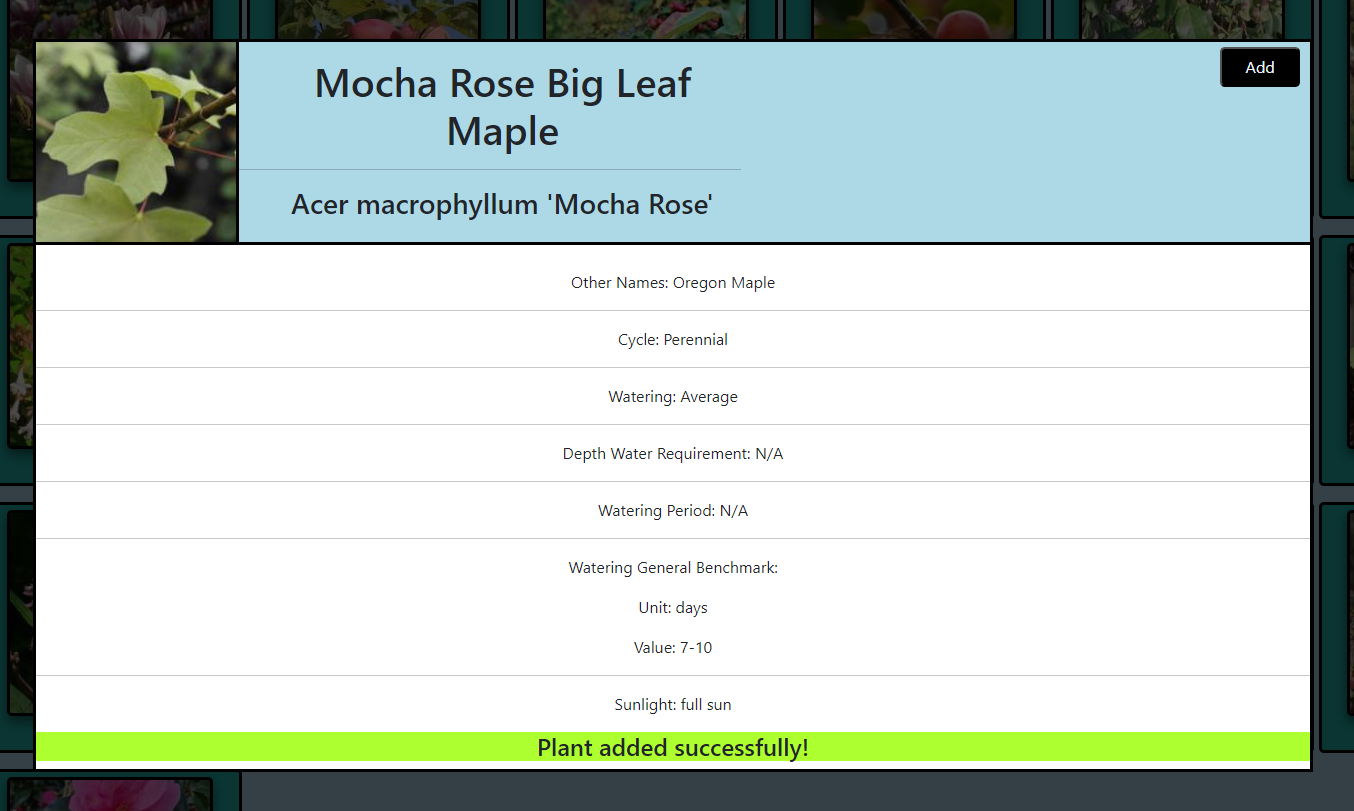 Mocha Rose Big Leaf
Maple
Add
Acer macrophyllum 'Mocha Rose'
Other Names: Oregon Maple
Cycle: Perennial
Watering: Average
Depth Water Requirement: N/A
Watering Period: N/A
Watering General Benchmark:
Unit: days
Value: 7-10
Sunlight: full sun
Plant added successfully!